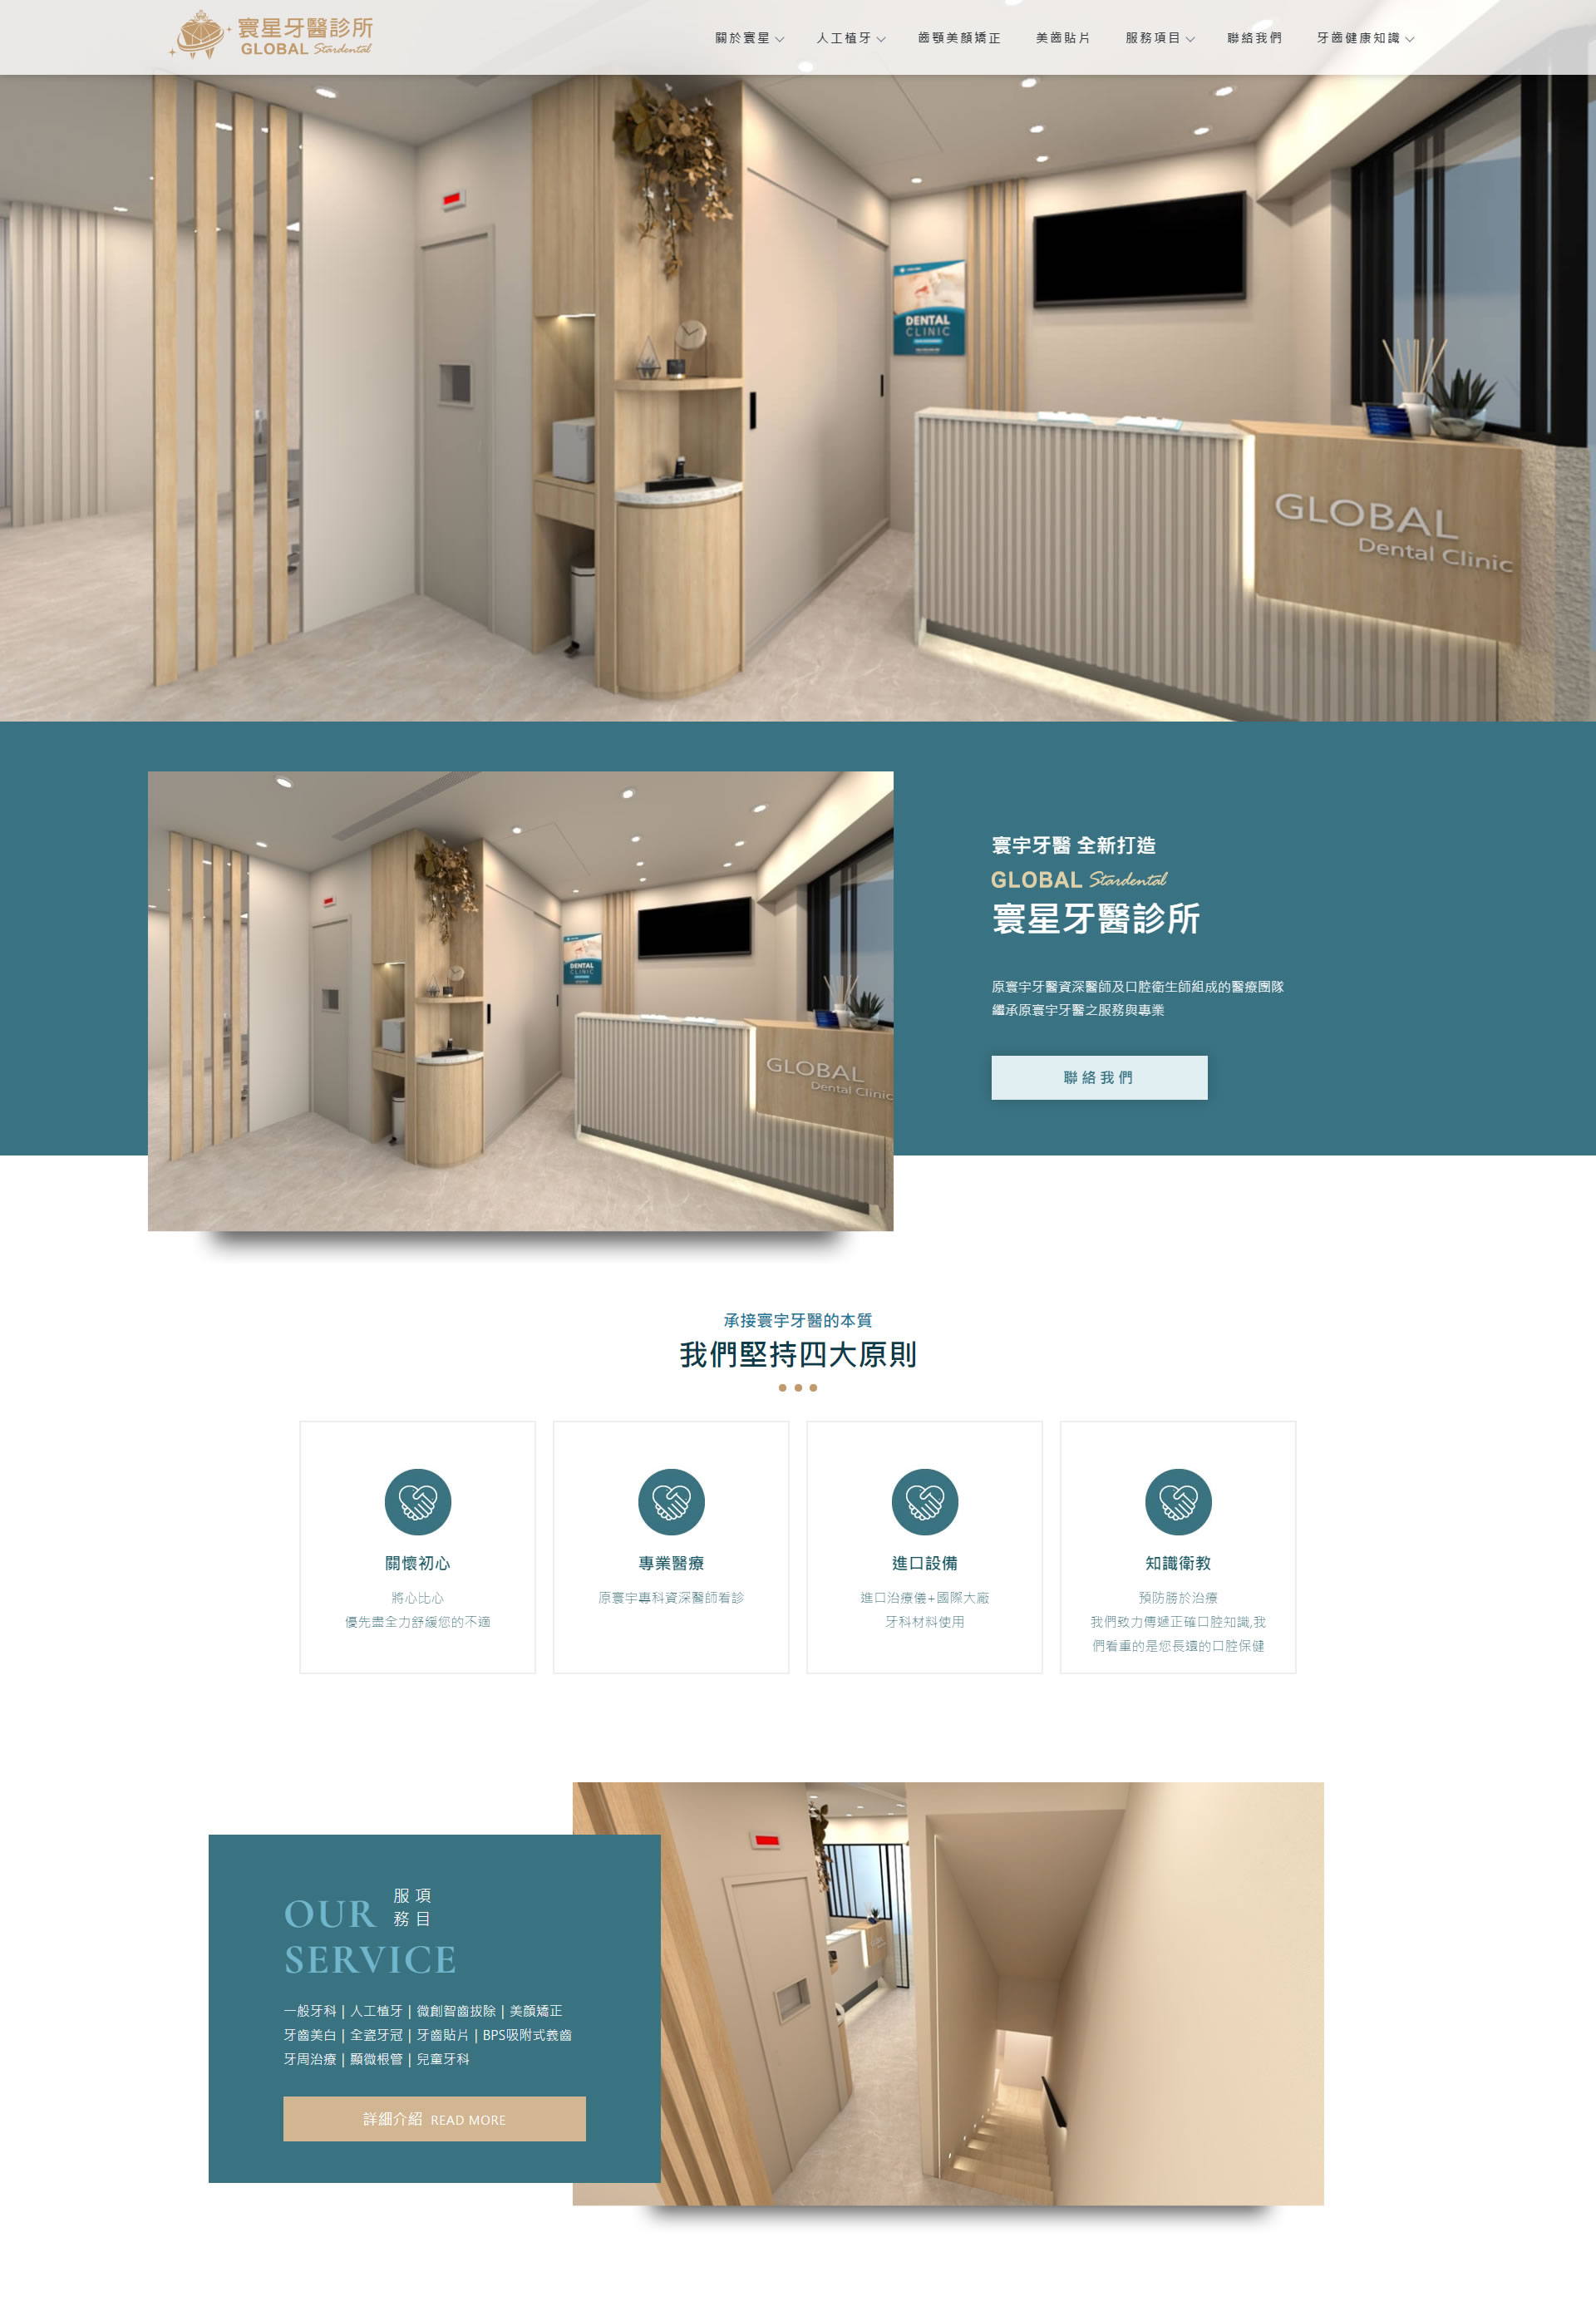 寰星牙醫診所
GLOBAL Stardental
關於寰星
人工植牙
齒顎美顏矯正
美齒貼片
服務項目
聯絡我們
牙齒健康知識
DENTAL
CLINIC
GLOBAL
Dental Clinic
DENTAL
CLINIC
GLOBAL
Dental Clinic
寰宇牙醫 全新打造
GLOBAL Stardental
寰星牙醫診所
原寰宇牙醫資深醫師及口腔衛生師組成的醫療團隊
繼承原寰宇牙醫之服務與專業
聯絡我們
承接寰宇牙醫的本質
我們堅持四大原則
關懷初心
將心比心
優先盡全力舒緩您的不適
專業醫療
原寰宇專科資深醫師看診
進口設備
進口治療儀+國際大廠
牙科材料使用
知識衛教
預防勝於治療
我們致力傳遞正確口腔知識,我
們看重的是您長遠的口腔保健
OUR
SERVICE
服務
項目
一般牙科 | 人工植牙 | 微創智齒拔除 | 美顏矯正
牙齒美白 | 全瓷牙冠 | 牙齒貼片 | BPS吸附式義齒
牙周治療 | 顯微根管 | 兒童牙科
詳細介紹 READ MORE